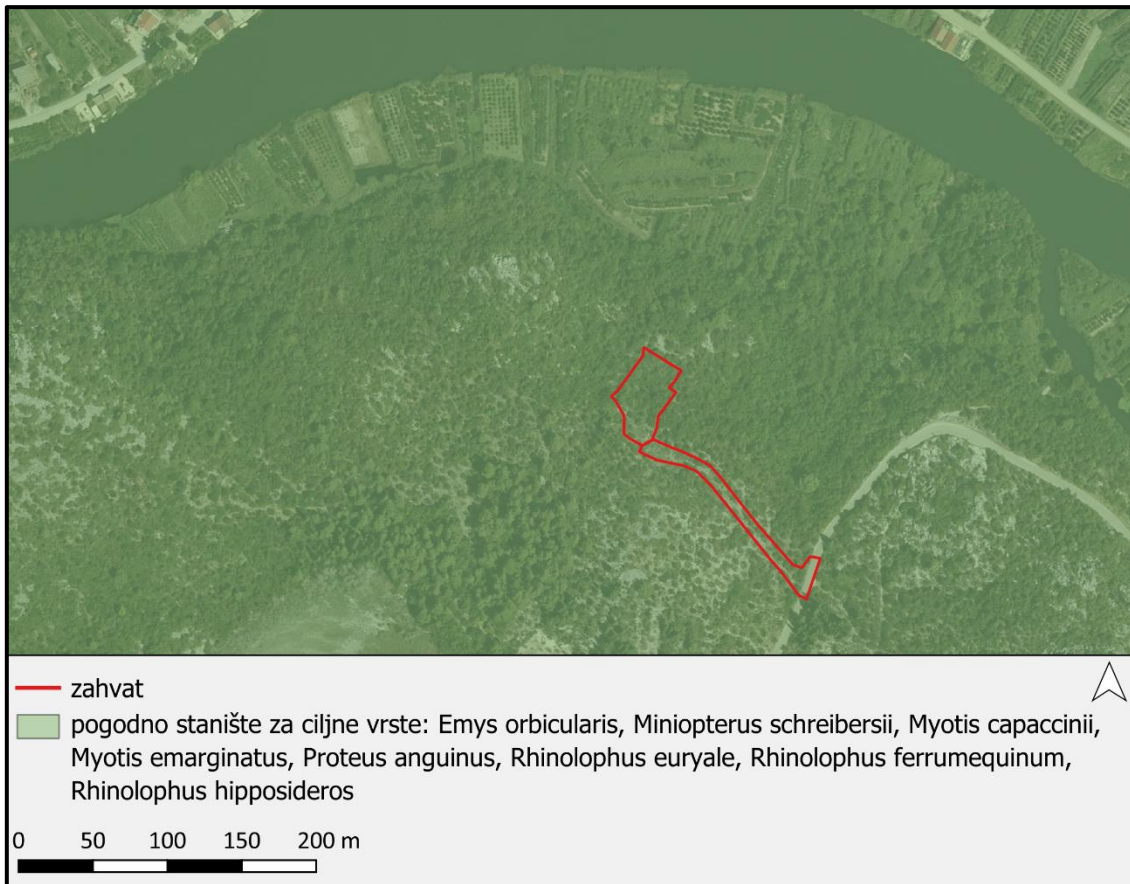 zahvat
pogodno stanište za ciljne vrste: Emys orbicularis, Miniopterus schreibersii, Myotis capaccinii,
Myotis emarginatus, Proteus anguinus, Rhinolophus euryale, Rhinolophus ferrumequinum,
Rhinolophus hipposideros
0 50 100 150 200 m